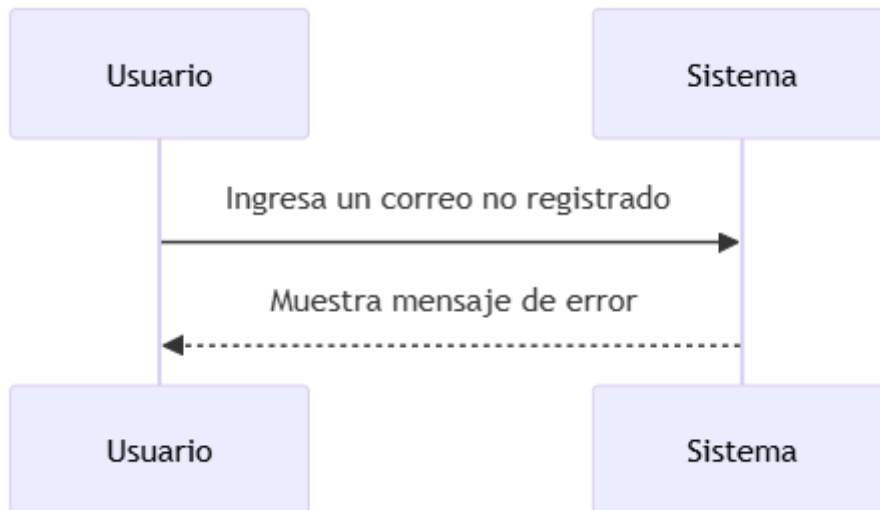 Usuario
Sistema
Ingresa un correo no registrado
Muestra mensaje de error
Usuario
Sistema